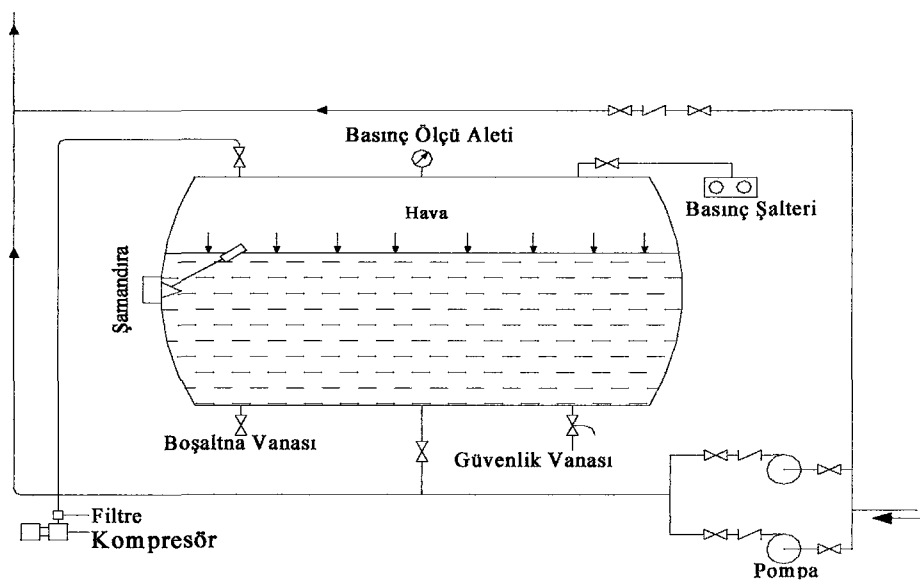 Basınç Ölçü Aleti
Hava
Basınç Şalteri
Şamandıra
Boşaltna Vanası
Güvenlik Vanası
Filtre
Kompresör
Pompa